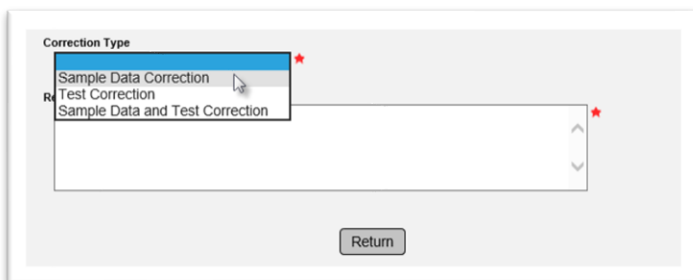 Correction Type
Sample Data Correction
Test Correction
Sample Data and Test Correction
Return